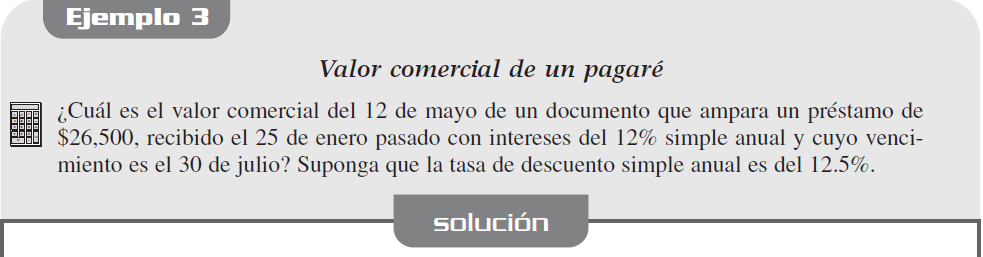 Ejemplo 3
Valor comercial de un pagaré
¿Cuál es el valor comercial del 12 de mayo de un documento que ampara un préstamo de
$26,500, recibido el 25 de enero pasado con intereses del 12% simple anual y cuyo venci-
miento es el 30 de julio? Suponga que la tasa de descuento simple anual es del 12.5%.
solución